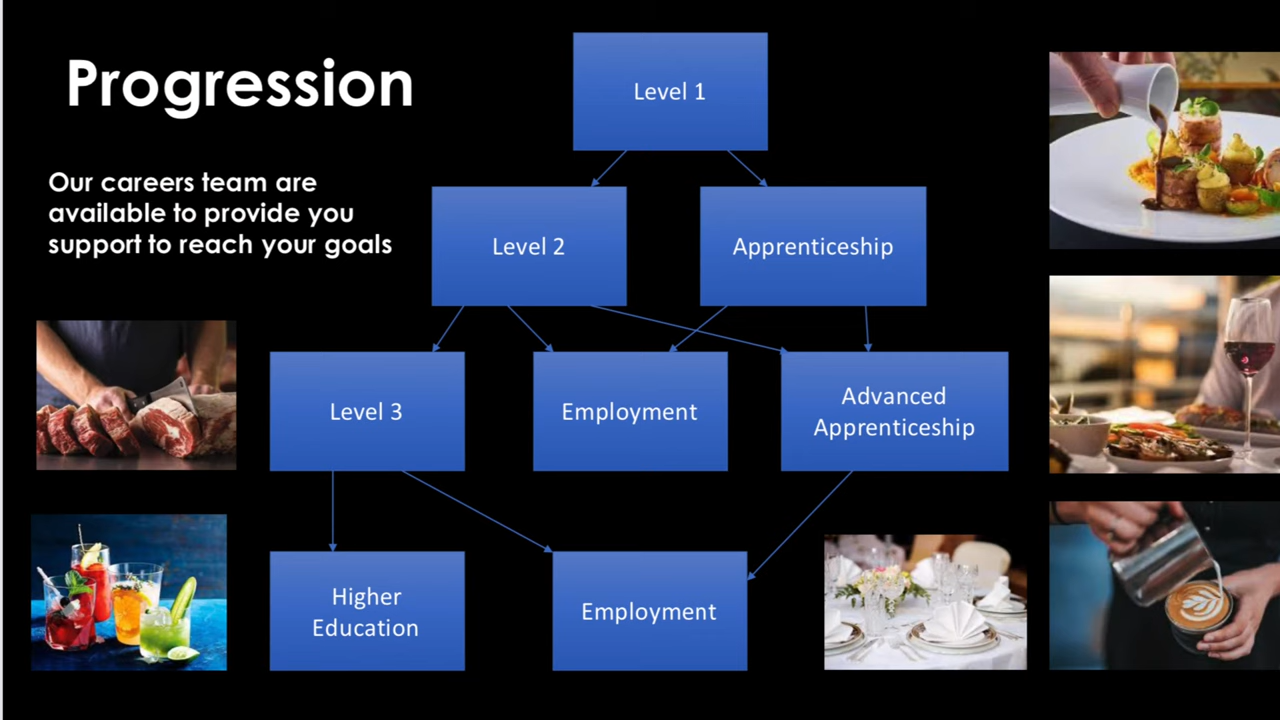 Progression
Our careers team are
available to provide you
support to reach your goals
Level 1
Level 2
Apprenticeship
Level 3
Employment
Advanced
Apprenticeship
Higher
Education
Employment